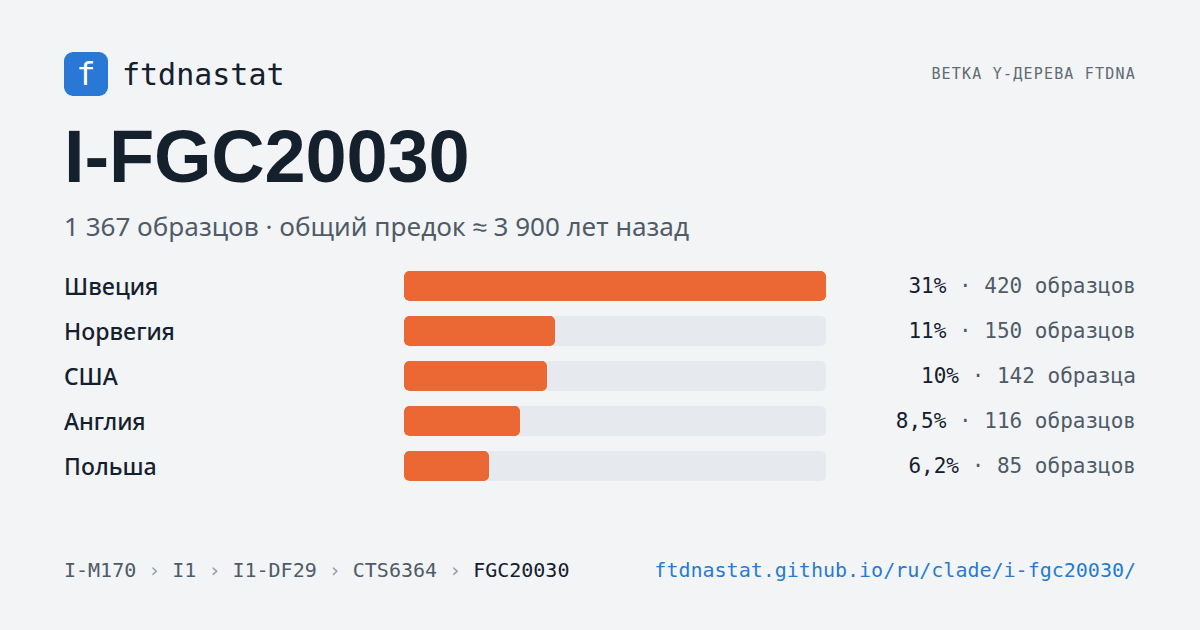 f ftdnastat
ВЕТКА Y-ДЕРЕВА FTDNA
I-FGC20030
1 367 образцов · общий предок ≈ 3 900 лет назад
Швеция 31% · 420 образцов
Норвегия 11% · 150 образцов
США 10% · 142 образца
Англия 8,5% · 116 образцов
Польша 6,2% · 85 образцов
I-M170 › I1 › I1-DF29 › CTS6364 › FGC20030
ftdnastat.github.io/ru/clade/i-fgc20030/